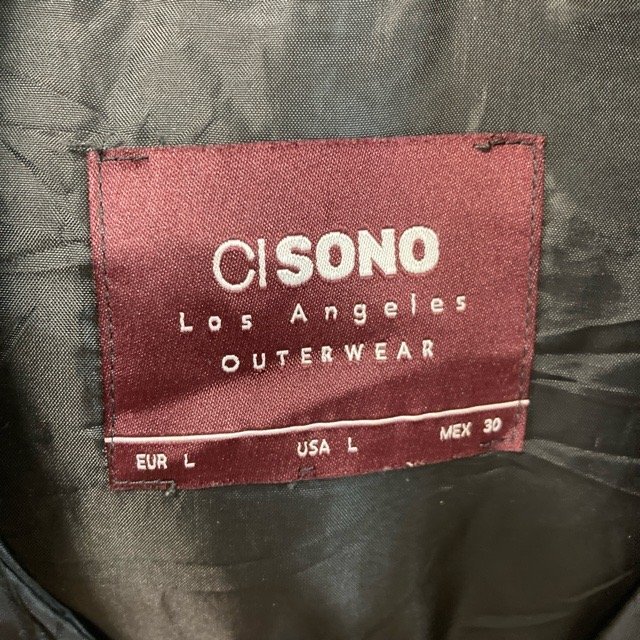 CISONO
Los Angeles
OUTERWEAR
EUR L USA L MEX 30